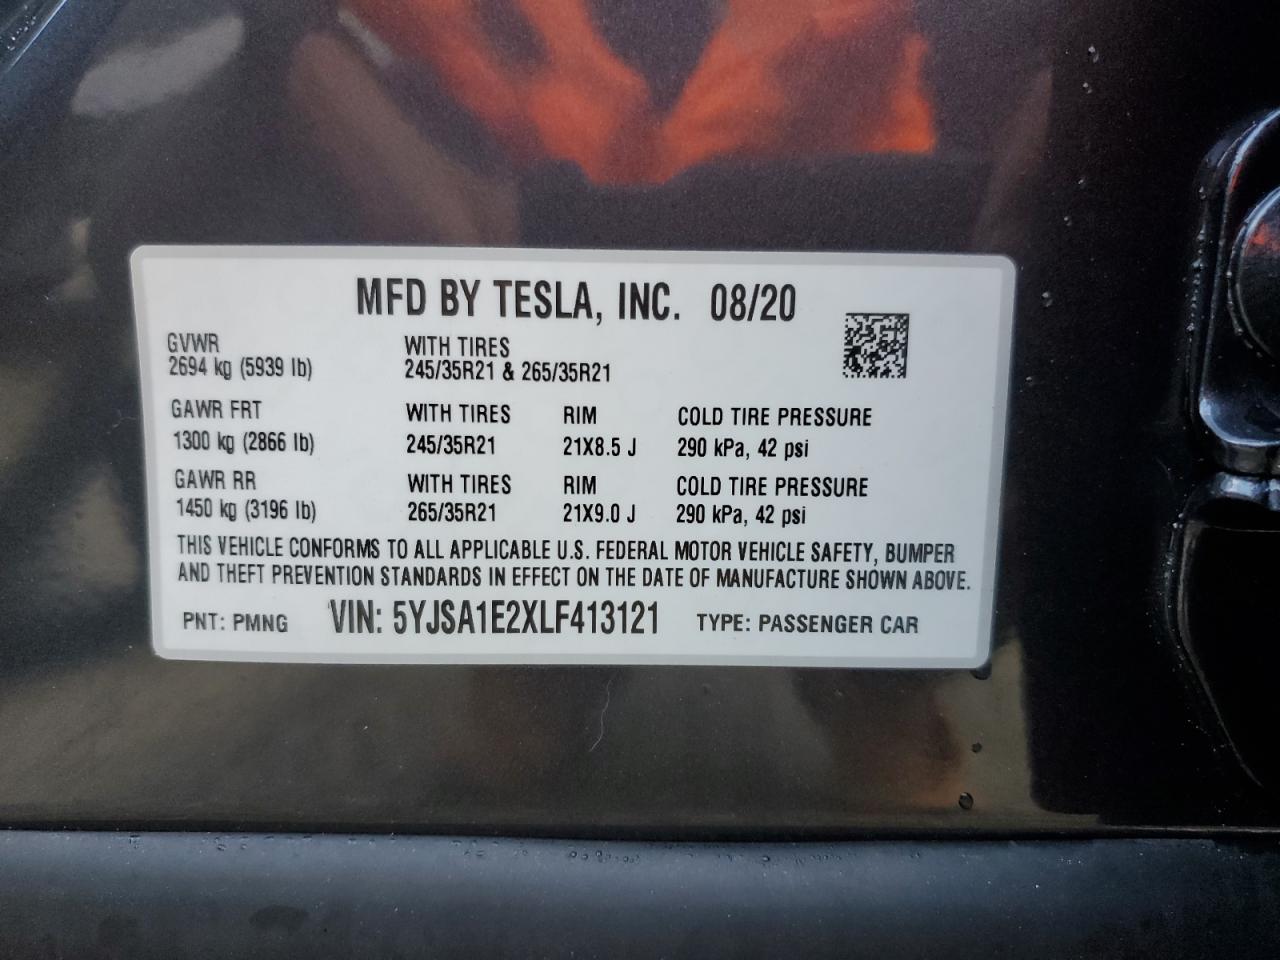 MFD BY TESLA, INC. 08/20
GVWR WITH TIRES
2694 kg (5939 lb) 245/35R21 & 265/35R21
GAWR FRT WITH TIRES RIM COLD TIRE PRESSURE
1300 kg (2866 lb) 245/35R21 21X8.5 J 290 kPa, 42 psi
GAWR RR WITH TIRES RIM COLD TIRE PRESSURE
1450 kg (3196 lb) 265/35R21 21X9.0 J 290 kPa, 42 psi
THIS VEHICLE CONFORMS TO ALL APPLICABLE U.S. FEDERAL MOTOR VEHICLE SAFETY, BUMPER
AND THEFT PREVENTION STANDARDS IN EFFECT ON THE DATE OF MANUFACTURE SHOWN ABOVE.
PNT: PMNG VIN: 5YJSA1E2XLF413121 TYPE: PASSENGER CAR